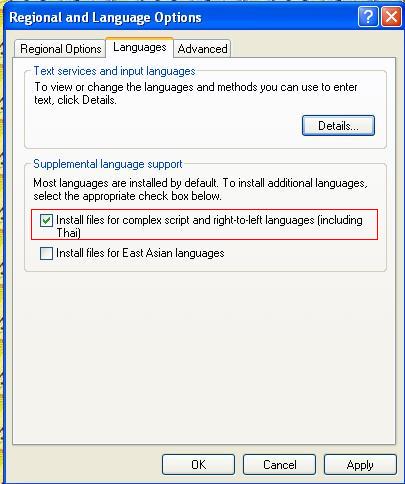 Regional and Language Options
Regional Options Languages Advanced
Text services and input languages
To view or change the languages and methods you can use to enter
text, click Details.
Details...
Supplemental language support
Most languages are installed by default. To install additional languages,
select the appropriate check box below.
Install files for complex script and right-to-left languages (including
Thai)
Install files for East Asian languages
OK Cancel Apply